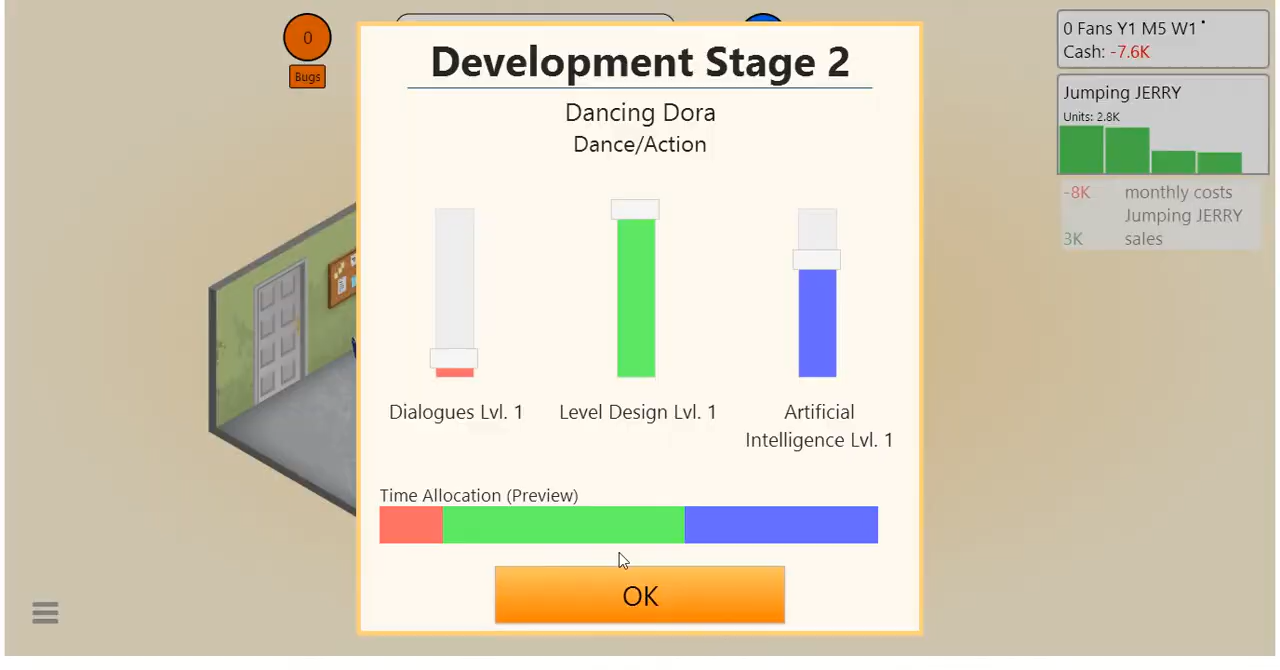 0
Bugs
Development Stage 2
Dancing Dora
Dance/Action
Dialogues Lvl. 1
Level Design Lvl. 1
Artificial
Intelligence Lvl. 1
Time Allocation (Preview)
OK
0 Fans Y1 M5 W1
Cash: -7.6K
Jumping JERRY
Units: 2.8K
-8K monthly costs
Jumping JERRY
3K sales